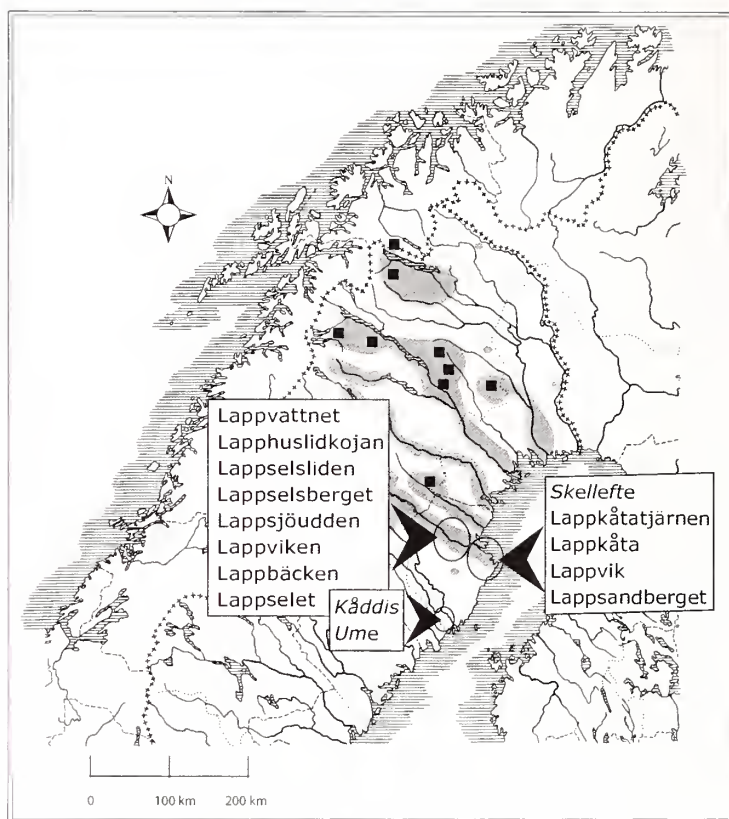 N
Lappvattnet
Lapphuslidkojan
Lappselsliden
Lappselsberget
Lappsjöudden
Lappviken
Lappbäcken
Lappselet
Kåddis
Ume
Skellefte
Lappkåtatjärnen
Lappkåta
Lappvik
Lappsandberget
0 100 km 200 km